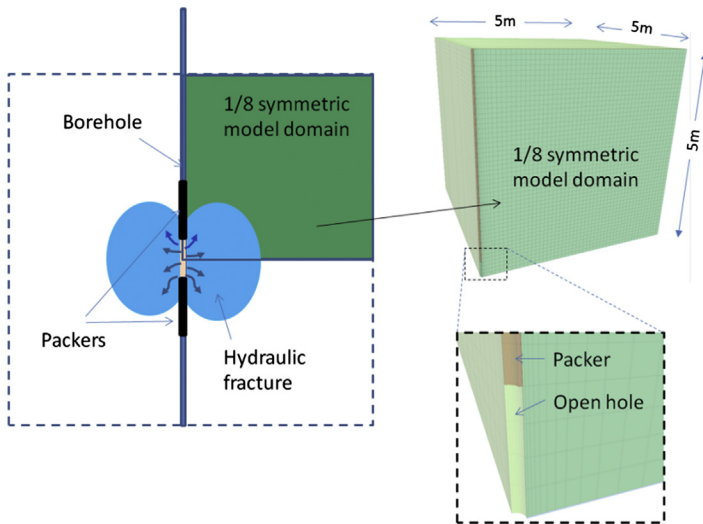 Borehole
1/8 symmetric
model domain
Packers
Hydraulic
fracture
5m
5m
5m
1/8 symmetric
model domain
Packer
Open hole